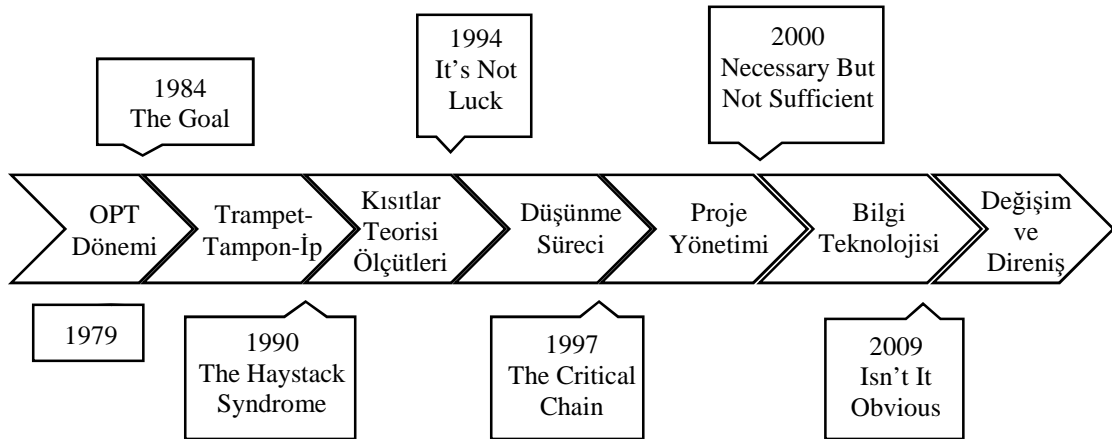 1984
The Goal
1994
It's Not
Luck
2000
Necessary But
Not Sufficient
OPT
Dönemi
Trampet-
Tampon-İp
Kısıtlar
Teorisi
Ölçütleri
Düşünme
Süreci
Proje
Yönetimi
Bilgi
Teknolojisi
Değişim
ve
Direniş
1979
1990
The Haystack
Syndrome
1997
The Critical
Chain
2009
Isn't It
Obvious